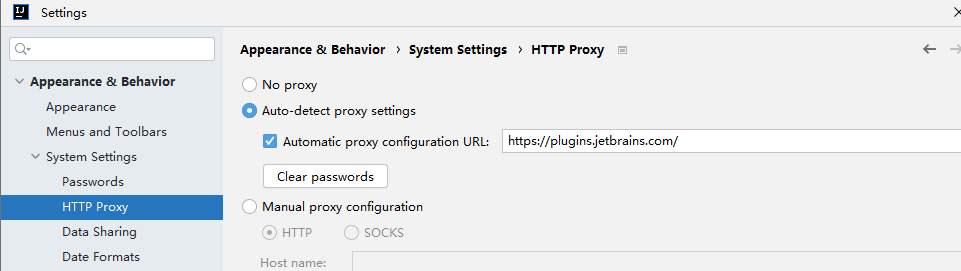 IJ Settings
Appearance & Behavior › System Settings › HTTP Proxy
Appearance & Behavior
No proxy
Appearance
Auto-detect proxy settings
Menus and Toolbars
Automatic proxy configuration URL: https://plugins.jetbrains.com/
System Settings
Passwords
Clear passwords
HTTP Proxy
Manual proxy configuration
Data Sharing
HTTP SOCKS
Date Formats
Host name: